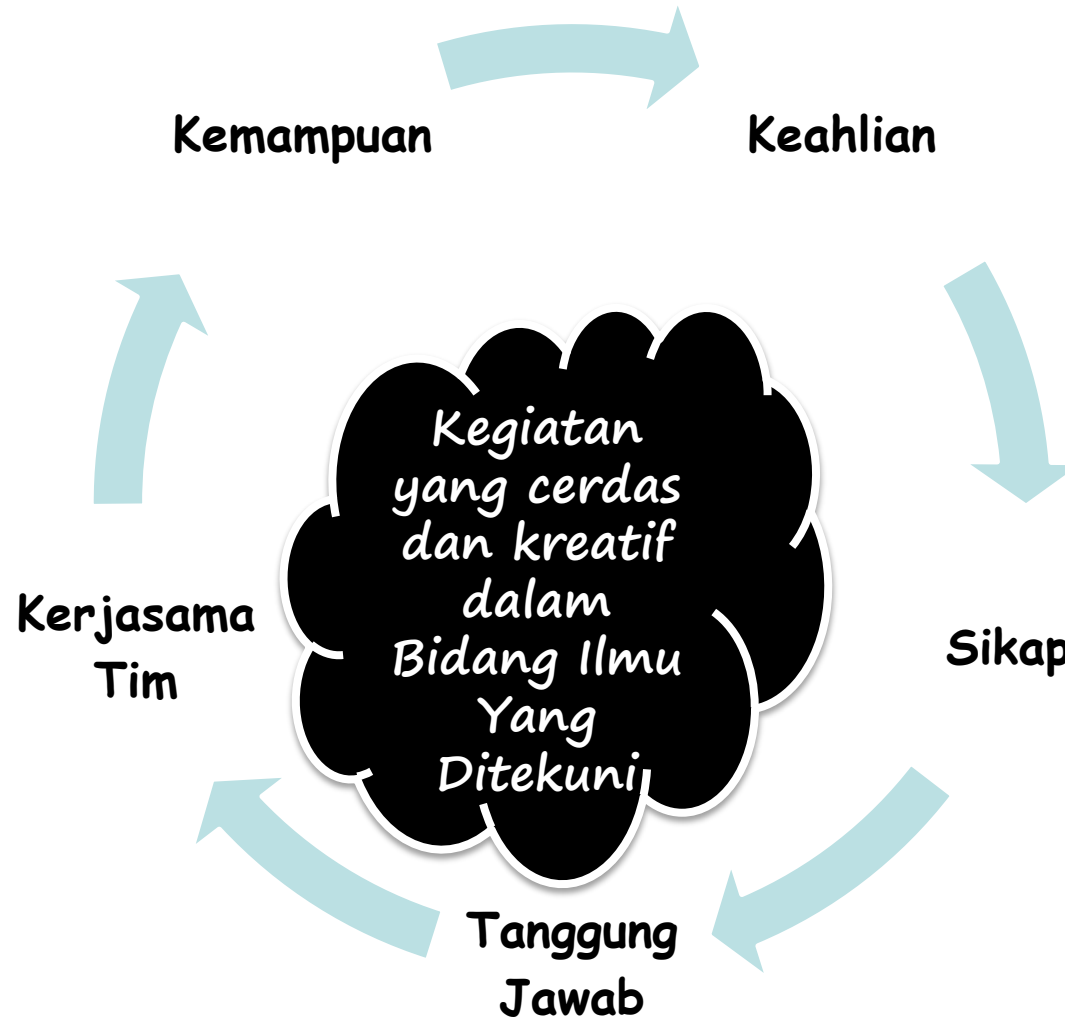 Kemampuan
Keahlian
Sikap
Tanggung
Jawab
Kerjasama
Tim
Kegiatan
yang cerdas
dan kreatif
dalam
Bidang Ilmu
Yang
Ditekuni